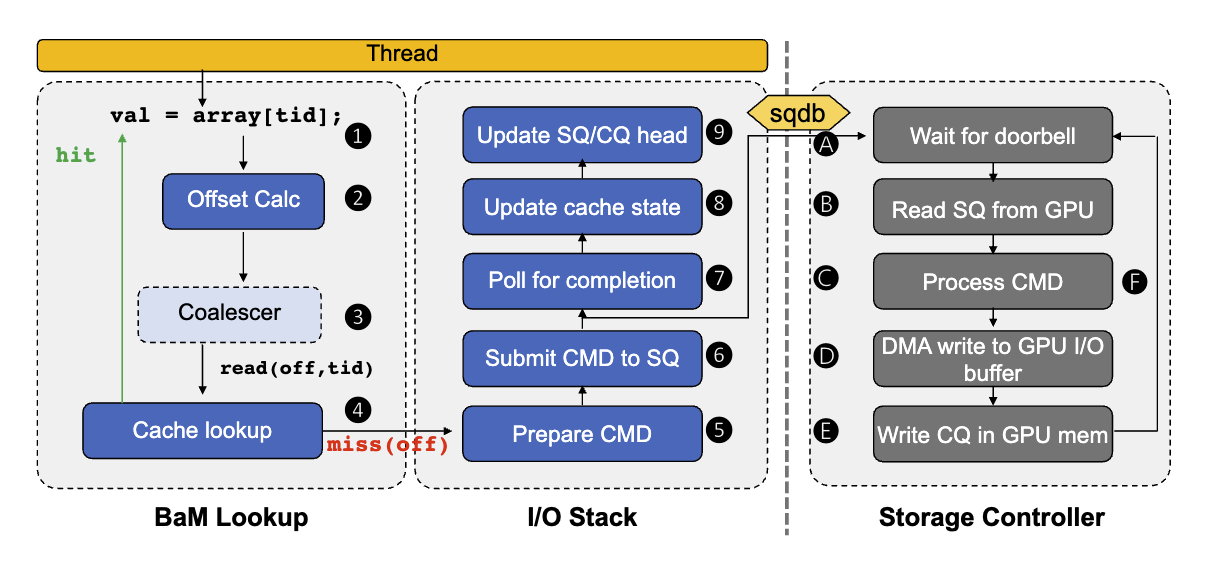 Thread
val = array[tid];
1
hit
Offset Calc
2
Coalescer
3
read(off,tid)
4
Cache lookup
miss(off)
BaM Lookup
Update SQ/CQ head
9
Update cache state
8
Poll for completion
7
Submit CMD to SQ
6
Prepare CMD
5
I/O Stack
sqdb
A
Wait for doorbell
B
Read SQ from GPU
C
Process CMD
F
D
DMA write to GPU I/O
buffer
E
Write CQ in GPU mem
Storage Controller